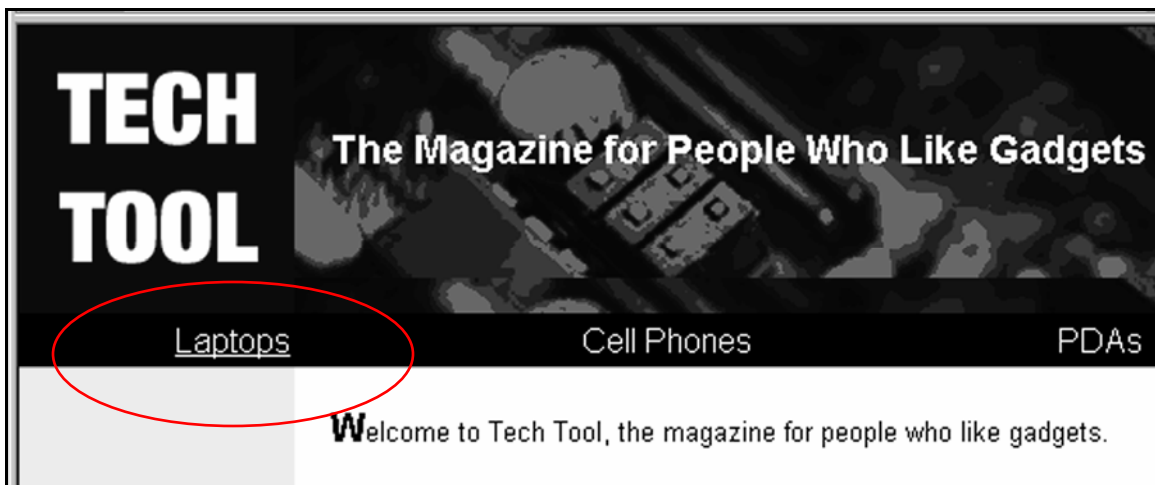 TECH
TOOL
The Magazine for People Who Like Gadgets
Laptops Cell Phones PDAs
Welcome to Tech Tool, the magazine for people who like gadgets.